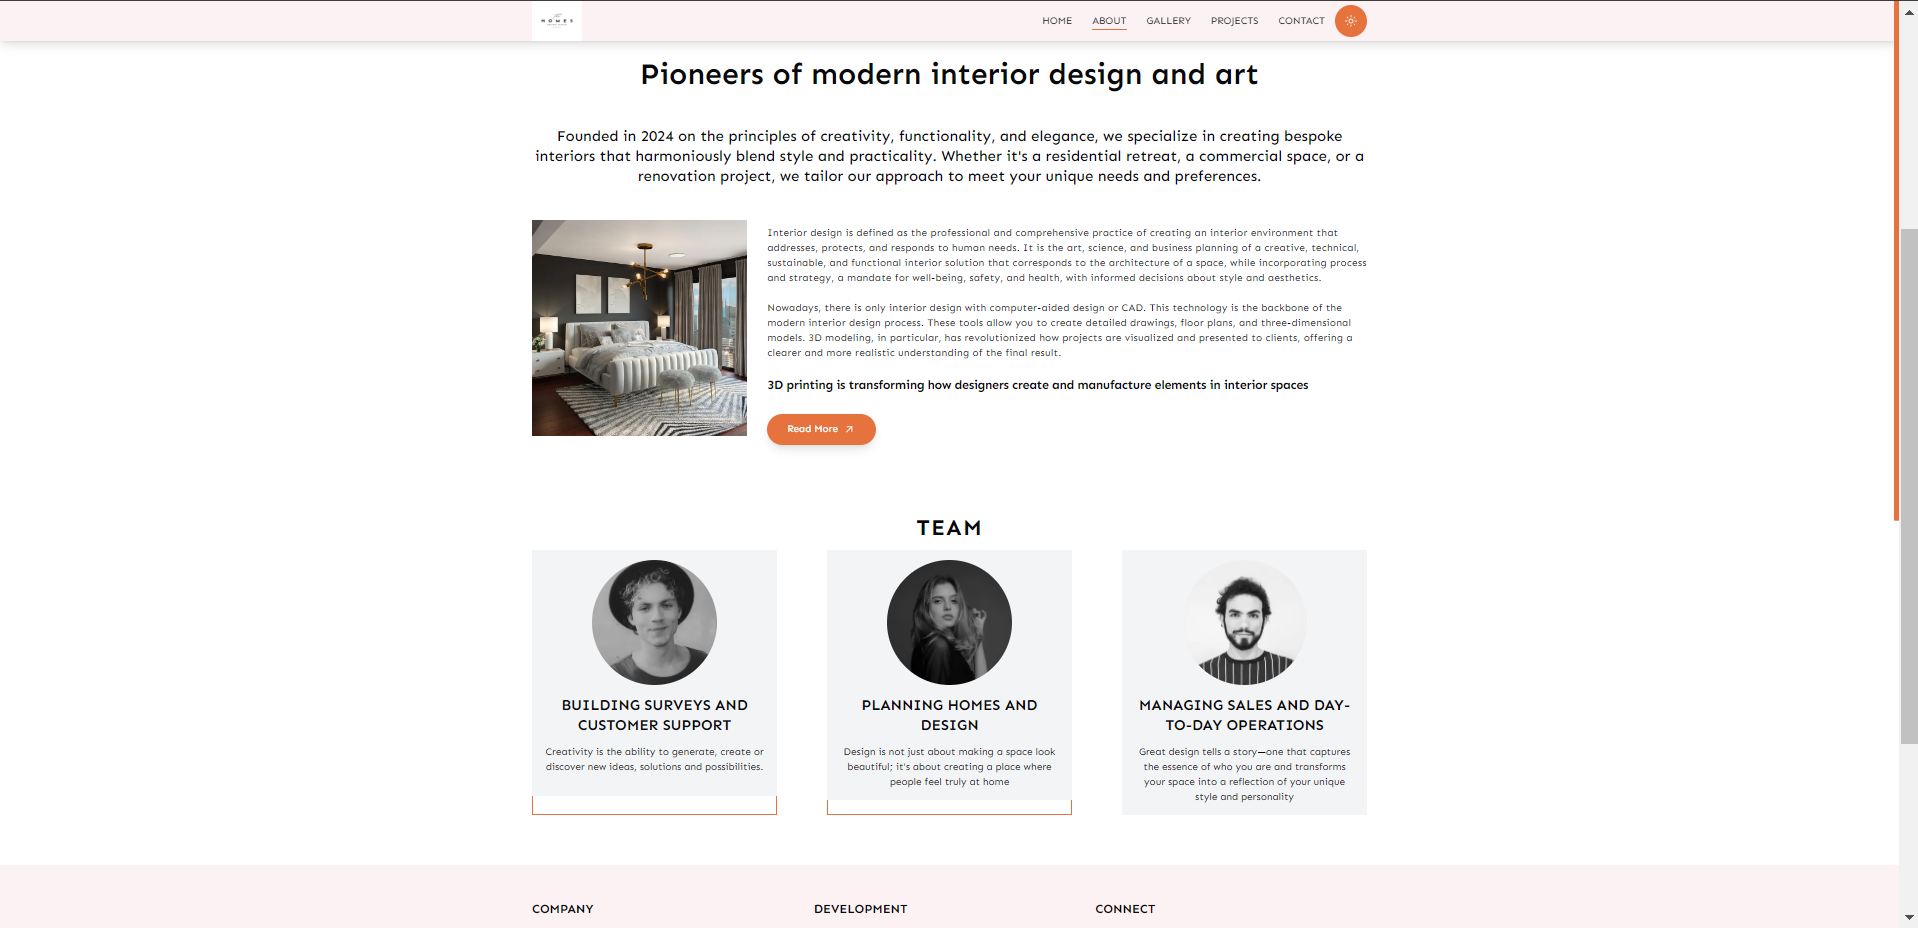 HOMES
HOME ABOUT GALLERY PROJECTS CONTACT
Pioneers of modern interior design and art
Founded in 2024 on the principles of creativity, functionality, and elegance, we specialize in creating bespoke
interiors that harmoniously blend style and practicality. Whether it's a residential retreat, a commercial space, or a
renovation project, we tailor our approach to meet your unique needs and preferences.
Interior design is defined as the professional and comprehensive practice of creating an interior environment that
addresses, protects, and responds to human needs. It is the art, science, and business planning of a creative, technical,
sustainable, and functional interior solution that corresponds to the architecture of a space, while incorporating process
and strategy, a mandate for well-being, safety, and health, with informed decisions about style and aesthetics.
Nowadays, there is only interior design with computer-aided design or CAD. This technology is the backbone of the
modern interior design process. These tools allow you to create detailed drawings, floor plans, and three-dimensional
models. 3D modeling, in particular, has revolutionized how projects are visualized and presented to clients, offering a
clearer and more realistic understanding of the final result.
3D printing is transforming how designers create and manufacture elements in interior spaces
Read More
TEAM
BUILDING SURVEYS AND
CUSTOMER SUPPORT
Creativity is the ability to generate, create or
discover new ideas, solutions and possibilities.
PLANNING HOMES AND
DESIGN
Design is not just about making a space look
beautiful; it's about creating a place where
people feel truly at home
MANAGING SALES AND DAY-
TO-DAY OPERATIONS
Great design tells a story—one that captures
the essence of who you are and transforms
your space into a reflection of your unique
style and personality
COMPANY DEVELOPMENT CONNECT